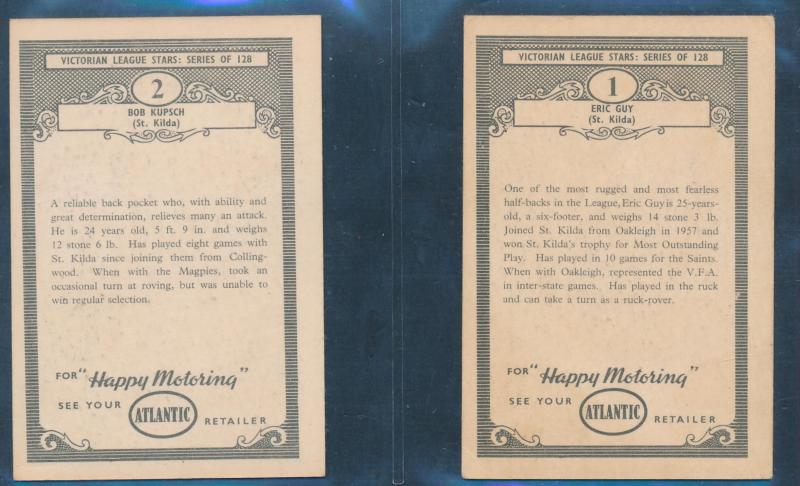 VICTORIAN LEAGUE STARS: SERIES OF 128
2
BOB KUPSCH
(St. Kilda)
A reliable back pocket who, with ability and
great determination, relieves many an attack.
He is 24 years old, 5 ft. 9 in. and weighs
12 stone 6 lb. Has played eight games with
St. Kilda since joining them from Colling-
wood. When with the Magpies, took an
occasional turn at roving, but was unable to
win regular selection.
FOR "Happy Motoring"
SEE YOUR ATLANTIC RETAILER
VICTORIAN LEAGUE STARS: SERIES OF 128
1
ERIC GUY
(St. Kilda)
One of the most rugged and most fearless
half-backs in the League, Eric Guy is 25-years-
old, a six-footer, and weighs 14 stone 3 lb.
Joined St. Kilda from Oakleigh in 1957 and
won St. Kilda's trophy for Most Outstanding
Play. Has played in 10 games for the Saints.
When with Oakleigh, represented the V.F.A.
in inter-state games. Has played in the ruck
and can take a turn as a ruck-rover.
FOR "Happy Motoring"
SEE YOUR ATLANTIC RETAILER